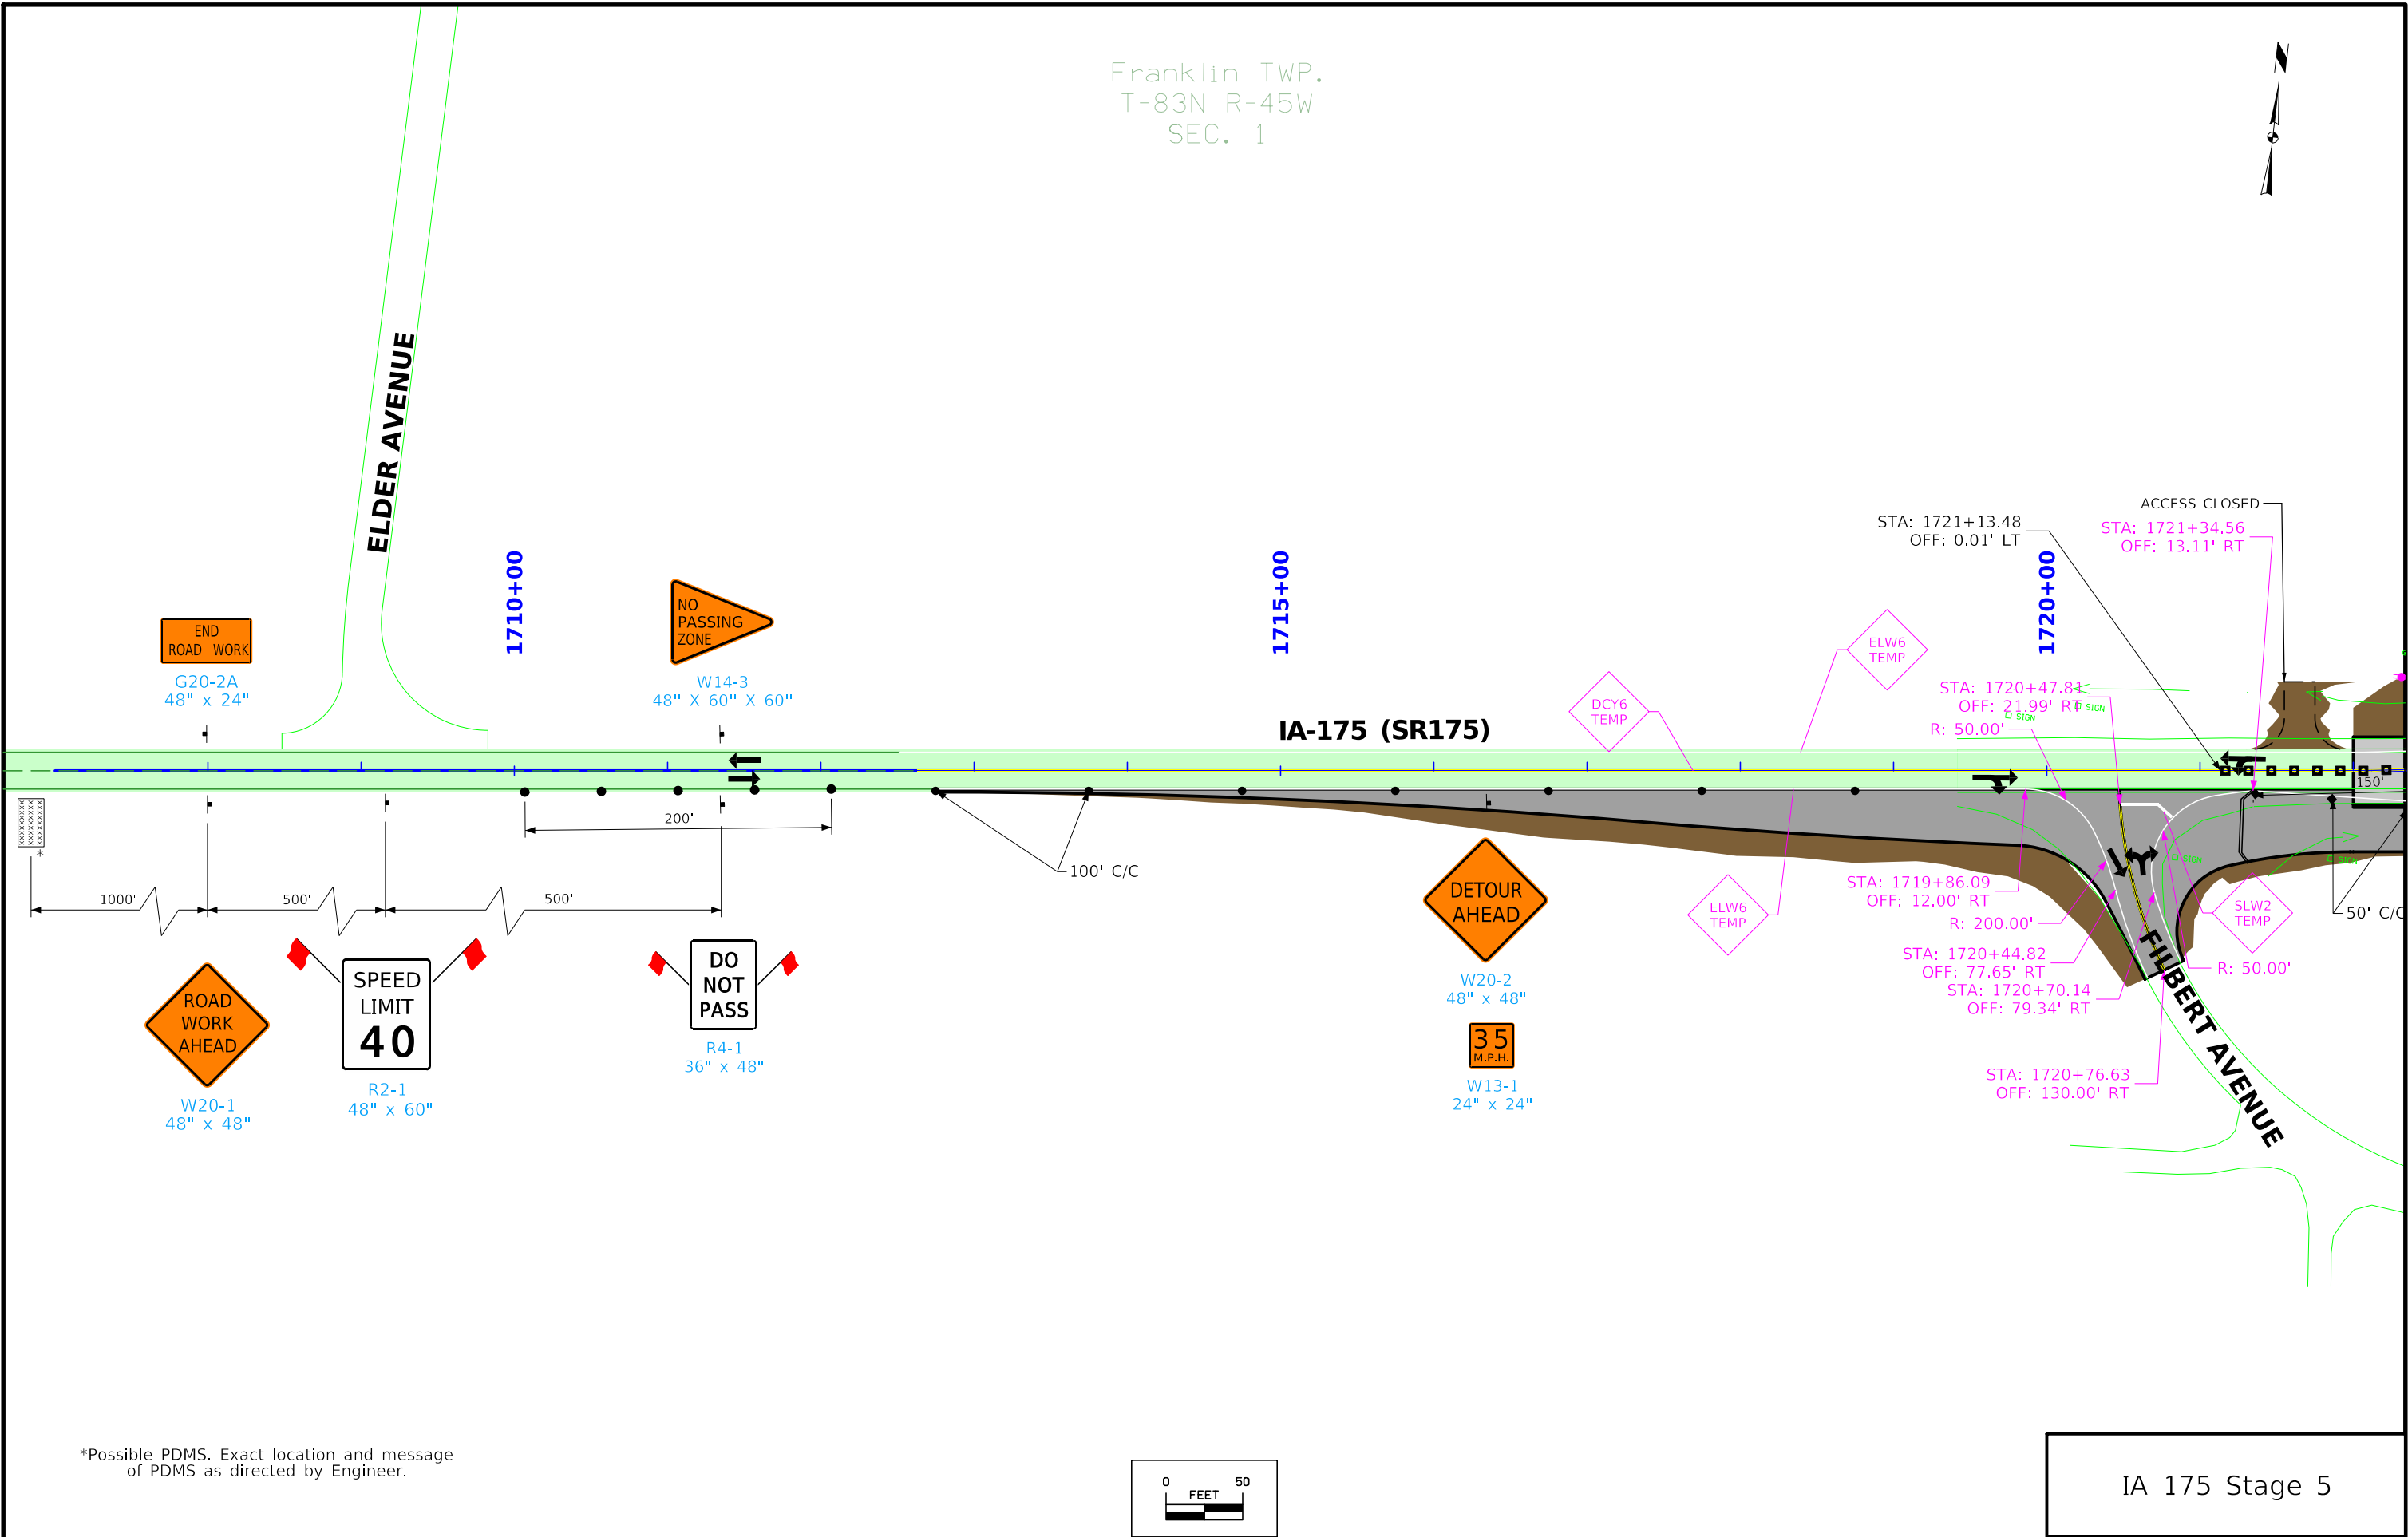 Franklin TWP.
T-83N R-45W
SEC. 1
N
ELDER AVENUE
1710+00
1715+00
1720+00
END
ROAD WORK
G20-2A
48" x 24"
NO
PASSING
ZONE
W14-3
48" X 60" X 60"
IA-175 (SR175)
DCY6
TEMP
ELW6
TEMP
STA: 1721+13.48
OFF: 0.01' LT
ACCESS CLOSED
STA: 1721+34.56
OFF: 13.11' RT
STA: 1720+47.81
OFF: 21.99' RT
R: 50.00'
SIGN
SIGN
150'
200'
100' C/C
*
1000'
500'
500'
ROAD
WORK
AHEAD
W20-1
48" x 48"
SPEED
LIMIT
40
R2-1
48" x 60"
DO
NOT
PASS
R4-1
36" x 48"
DETOUR
AHEAD
W20-2
48" x 48"
35
M.P.H.
W13-1
24" x 24"
ELW6
TEMP
STA: 1719+86.09
OFF: 12.00' RT
R: 200.00'
STA: 1720+44.82
OFF: 77.65' RT
STA: 1720+70.14
OFF: 79.34' RT
STA: 1720+76.63
OFF: 130.00' RT
SIGN
SIGN
SLW2
TEMP
R: 50.00'
50' C/C
FILBERT AVENUE
*Possible PDMS. Exact location and message
of PDMS as directed by Engineer.
0 50
FEET
IA 175 Stage 5